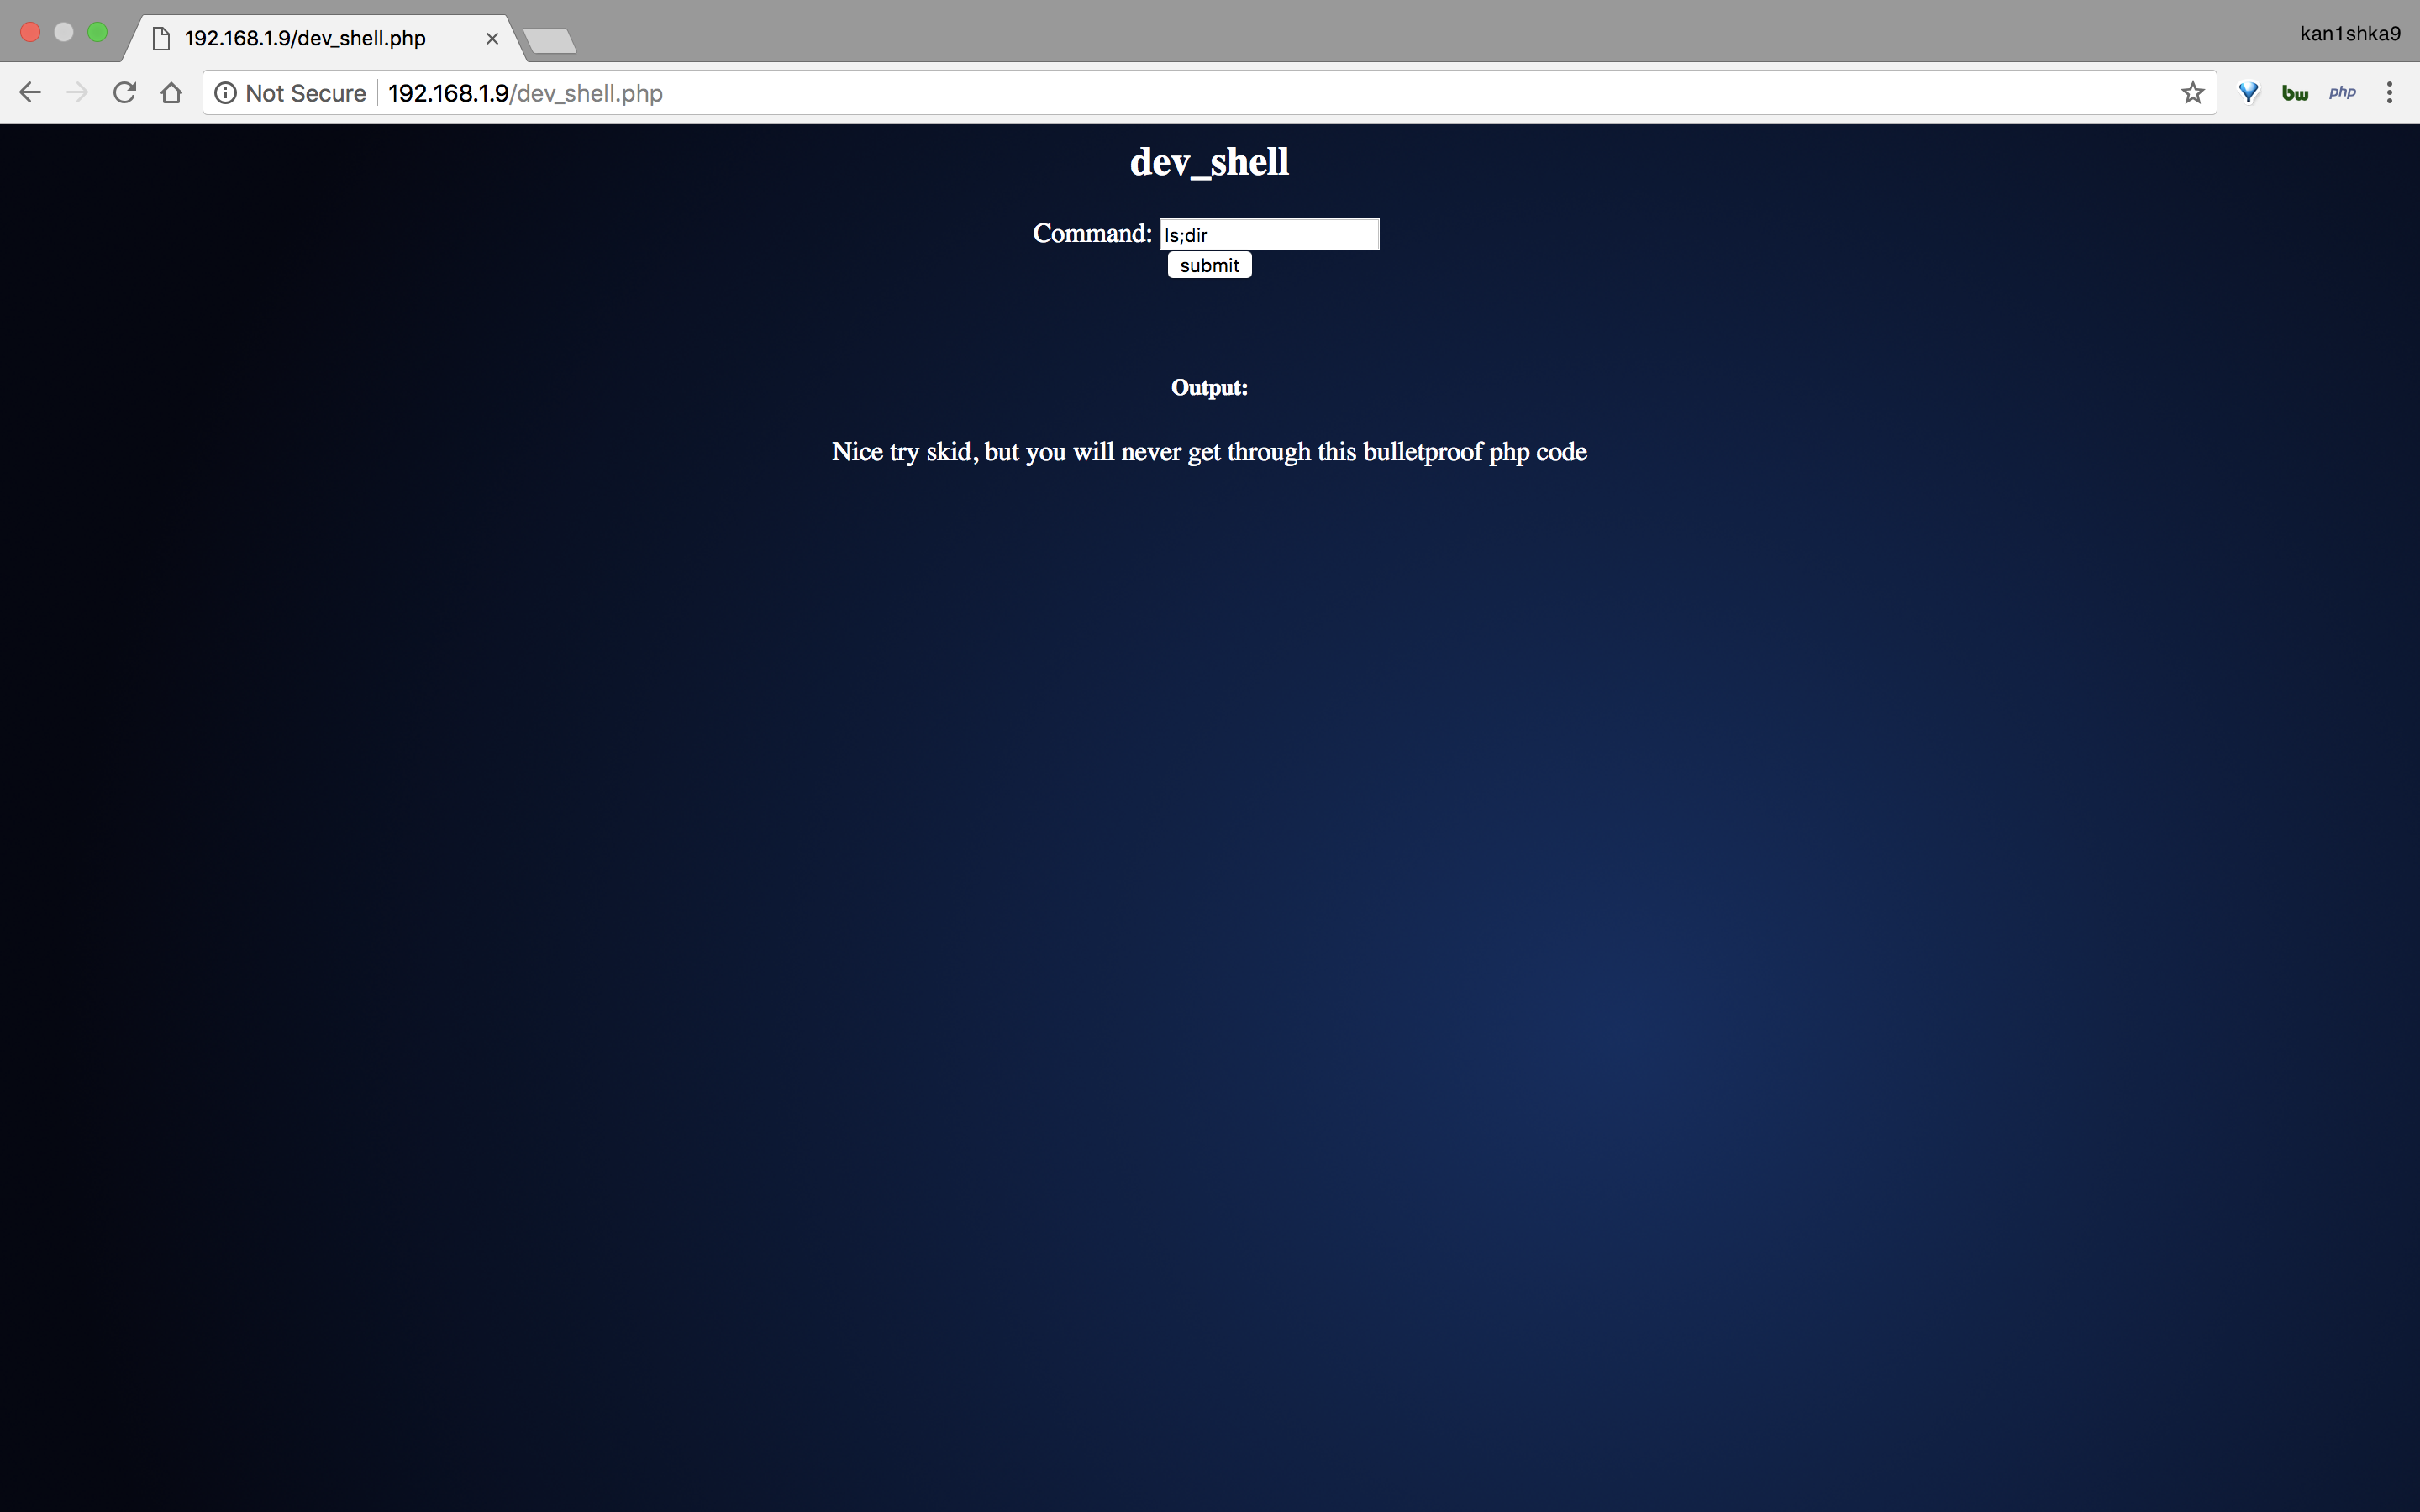 192.168.1.9/dev_shell.php
kan1shka9
Not Secure 192.168.1.9/dev_shell.php
bw php
dev_shell
Command: ls;dir
submit
Output:
Nice try skid, but you will never get through this bulletproof php code